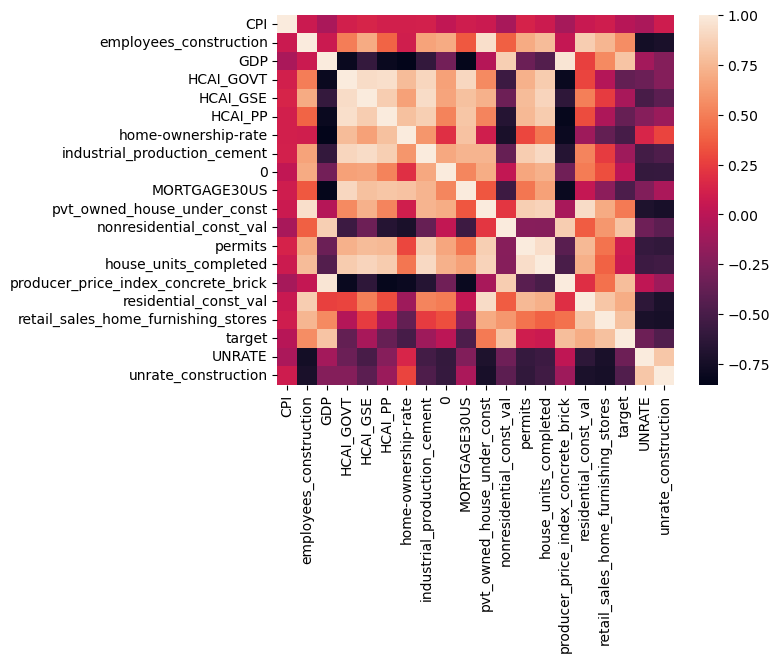 CPI
employees_construction
GDP
HCAI_GOVT
HCAI_GSE
HCAI_PP
home-ownership-rate
industrial_production_cement
0
MORTGAGE30US
pvt_owned_house_under_const
nonresidential_const_val
permits
house_units_completed
producer_price_index_concrete_brick
residential_const_val
retail_sales_home_furnishing_stores
target
UNRATE
unrate_construction
CPI
employees_construction
GDP
HCAI_GOVT
HCAI_GSE
HCAI_PP
home-ownership-rate
industrial_production_cement
0
MORTGAGE30US
pvt_owned_house_under_const
nonresidential_const_val
permits
house_units_completed
producer_price_index_concrete_brick
residential_const_val
retail_sales_home_furnishing_stores
target
UNRATE
unrate_construction
1.00
0.75
0.50
0.25
0.00
−0.25
−0.50
−0.75